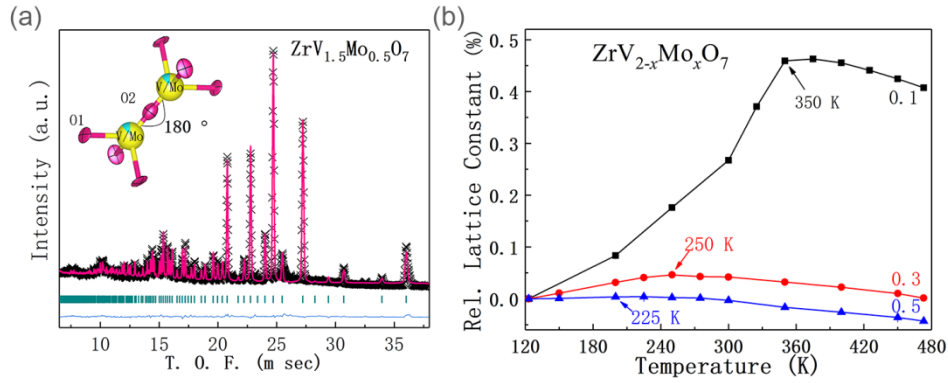 (a)
ZrV1.5Mo0.5O7
V/Mo
O2
O1
V/Mo
180 °
Intensity (a.u.)
10 15 20 25 30 35
T. O. F. (m sec)
(b)
ZrV2-xMoxO7
0.5
0.4
0.3
0.2
0.1
0.0
Rel. Lattice Constant (%)
350 K
0.1
250 K
0.3
225 K
0.5
120 180 240 300 360 420 480
Temperature (K)